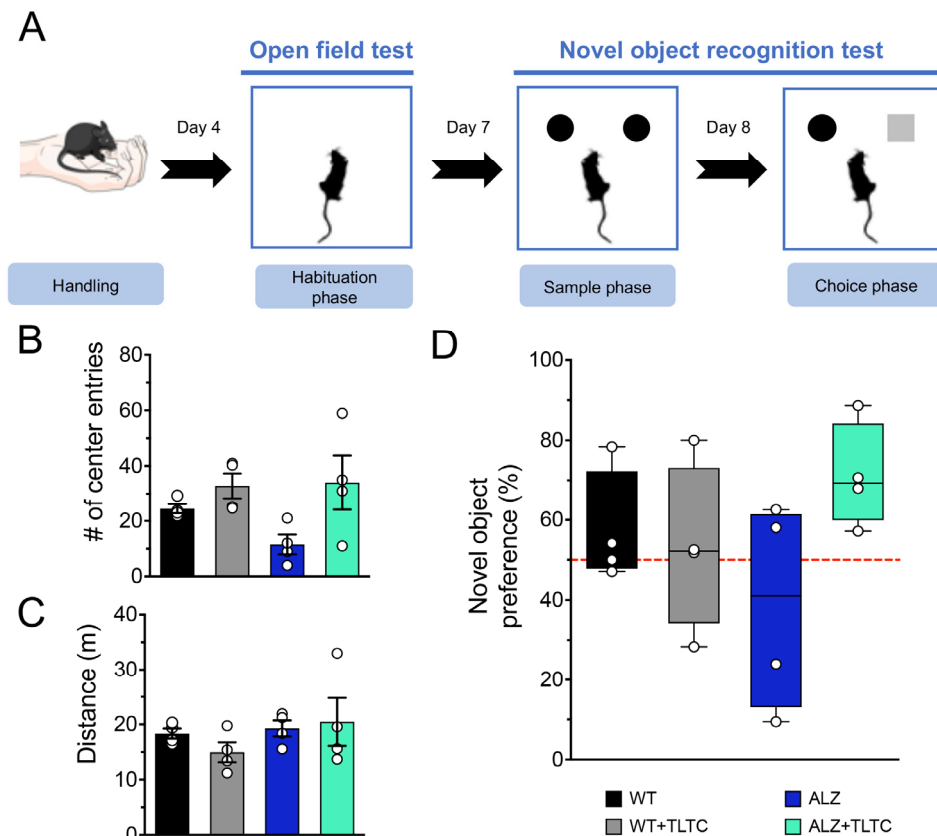 A
Open field test
Novel object recognition test
Day 4
Day 7
Day 8
Handling
Habituation
phase
Sample phase
Choice phase
B
# of center entries
80
60
40
20
0
C
Distance (m)
40
30
20
10
0
D
Novel object
preference (%)
100
80
60
40
20
0
WT
ALZ
WT+TLTC
ALZ+TLTC